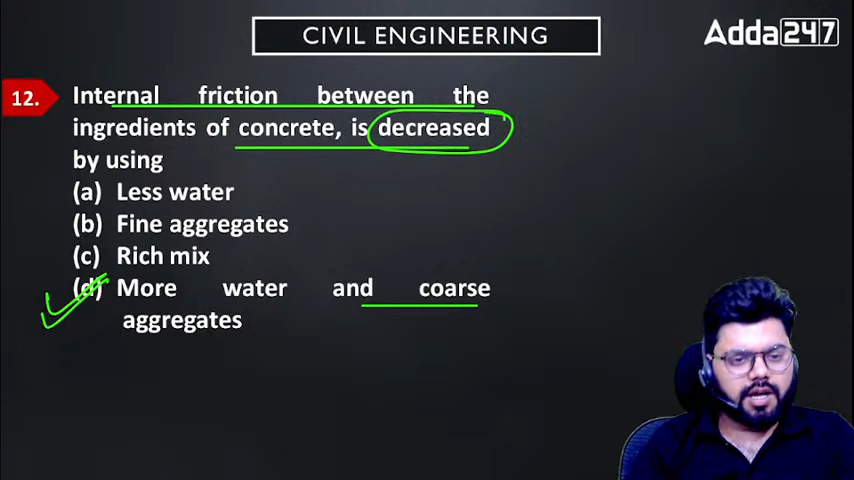 CIVIL ENGINEERING
Adda247
12.
Internal friction between the
ingredients of concrete, is decreased
by using
(a) Less water
(b) Fine aggregates
(c) Rich mix
(d) More water and coarse
aggregates